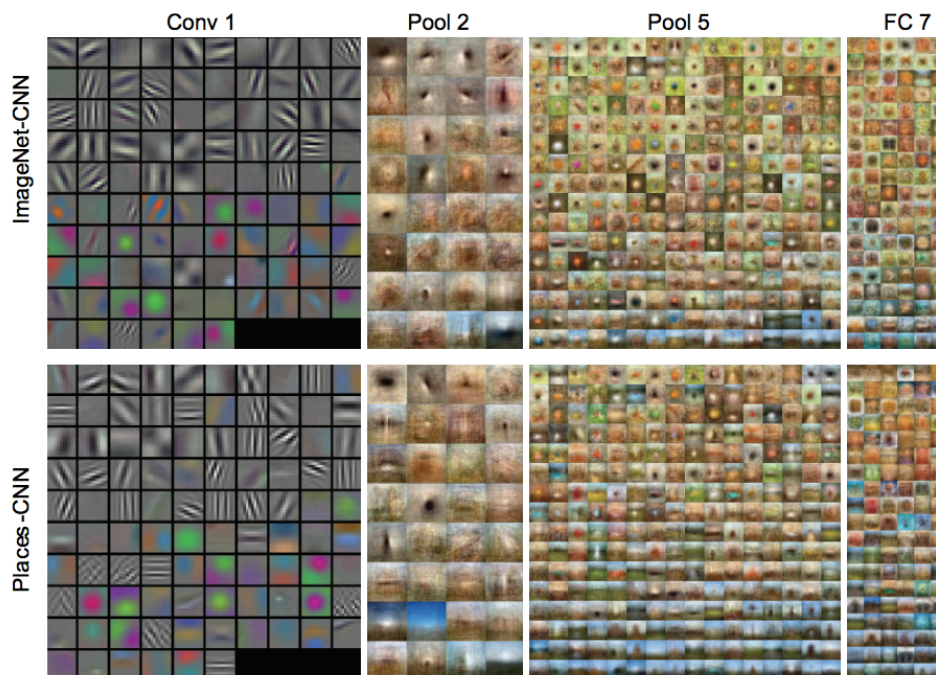 Conv 1
Pool 2
Pool 5
FC 7
ImageNet-CNN
Places-CNN